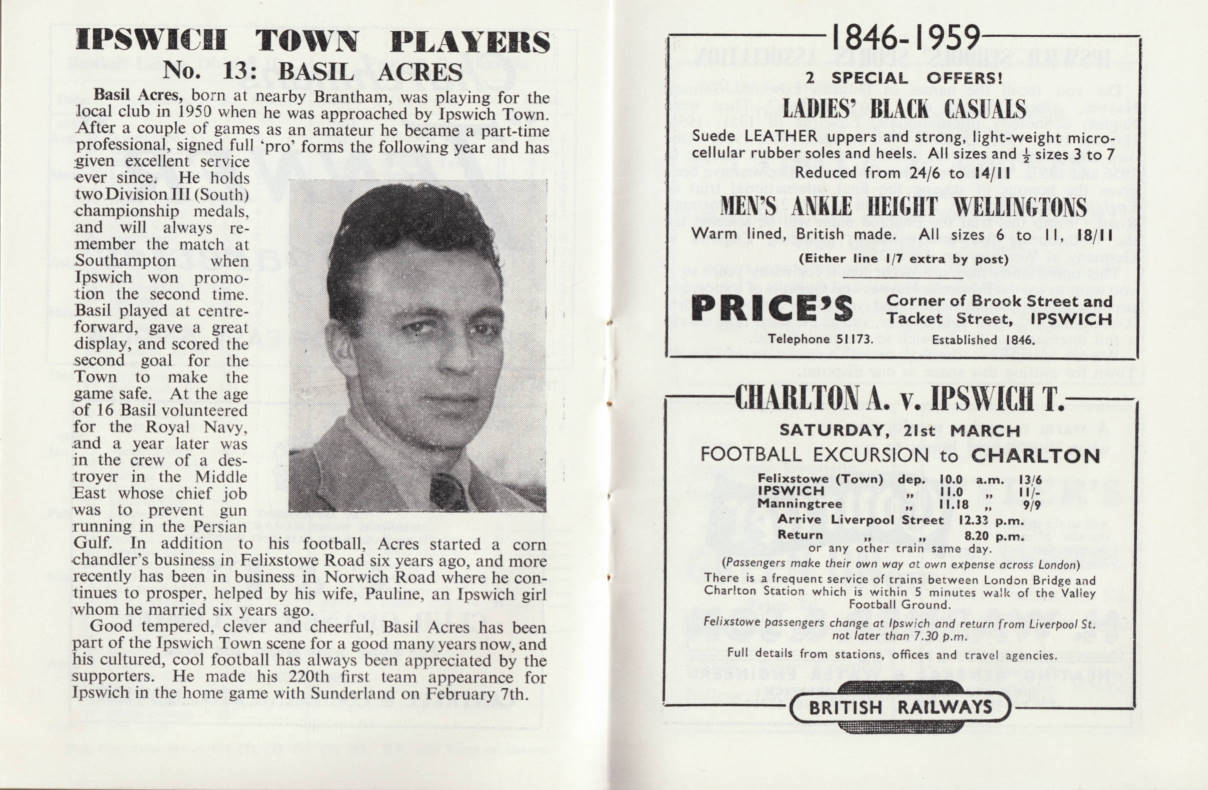 IPSWICH TOWN PLAYERS
No. 13: BASIL ACRES
Basil Acres, born at nearby Brantham, was playing for the
local club in 1950 when he was approached by Ipswich Town.
After a couple of games as an amateur he became a part-time
professional, signed full 'pro' forms the following year and has
given excellent service
ever since. He holds
two Division III (South)
championship medals,
and will always re-
member the match at
Southampton when
Ipswich won promo-
tion the second time.
Basil played at centre-
forward, gave a great
display, and scored the
second goal for the
Town to make the
game safe. At the age
of 16 Basil volunteered
for the Royal Navy,
and a year later was
in the crew of a des-
troyer in the Middle
East whose chief job
was to prevent gun
running in the Persian
Gulf. In addition to his football, Acres started a corn
chandler's business in Felixstowe Road six years ago, and more
recently has been in business in Norwich Road where he con-
tinues to prosper, helped by his wife, Pauline, an Ipswich girl
whom he married six years ago.
Good tempered, clever and cheerful, Basil Acres has been
part of the Ipswich Town scene for a good many years now, and
his cultured, cool football has always been appreciated by the
supporters. He made his 220th first team appearance for
Ipswich in the home game with Sunderland on February 7th.
1846-1959
2 SPECIAL OFFERS!
LADIES' BLACK CASUALS
Suede LEATHER uppers and strong, light-weight micro-
cellular rubber soles and heels. All sizes and ½ sizes 3 to 7
Reduced from 24/6 to 14/11
MEN'S ANKLE HEIGHT WELLINGTONS
Warm lined, British made. All sizes 6 to 11, 18/11
(Either line 1/7 extra by post)
PRICE'S Corner of Brook Street and
Tacket Street, IPSWICH
Telephone 51173. Established 1846.
CHARLTON A. v. IPSWICH T.
SATURDAY, 21st MARCH
FOOTBALL EXCURSION to CHARLTON
Felixstowe (Town) dep. 10.0 a.m. 13/6
IPSWICH ,, 11.0 ,, 11/-
Manningtree ,, 11.18 ,, 9/9
Arrive Liverpool Street 12.33 p.m.
Return ,, ,, 8.20 p.m.
or any other train same day.
(Passengers make their own way at own expense across London)
There is a frequent service of trains between London Bridge and
Charlton Station which is within 5 minutes walk of the Valley
Football Ground.
Felixstowe passengers change at Ipswich and return from Liverpool St.
not later than 7.30 p.m.
Full details from stations, offices and travel agencies.
BRITISH RAILWAYS